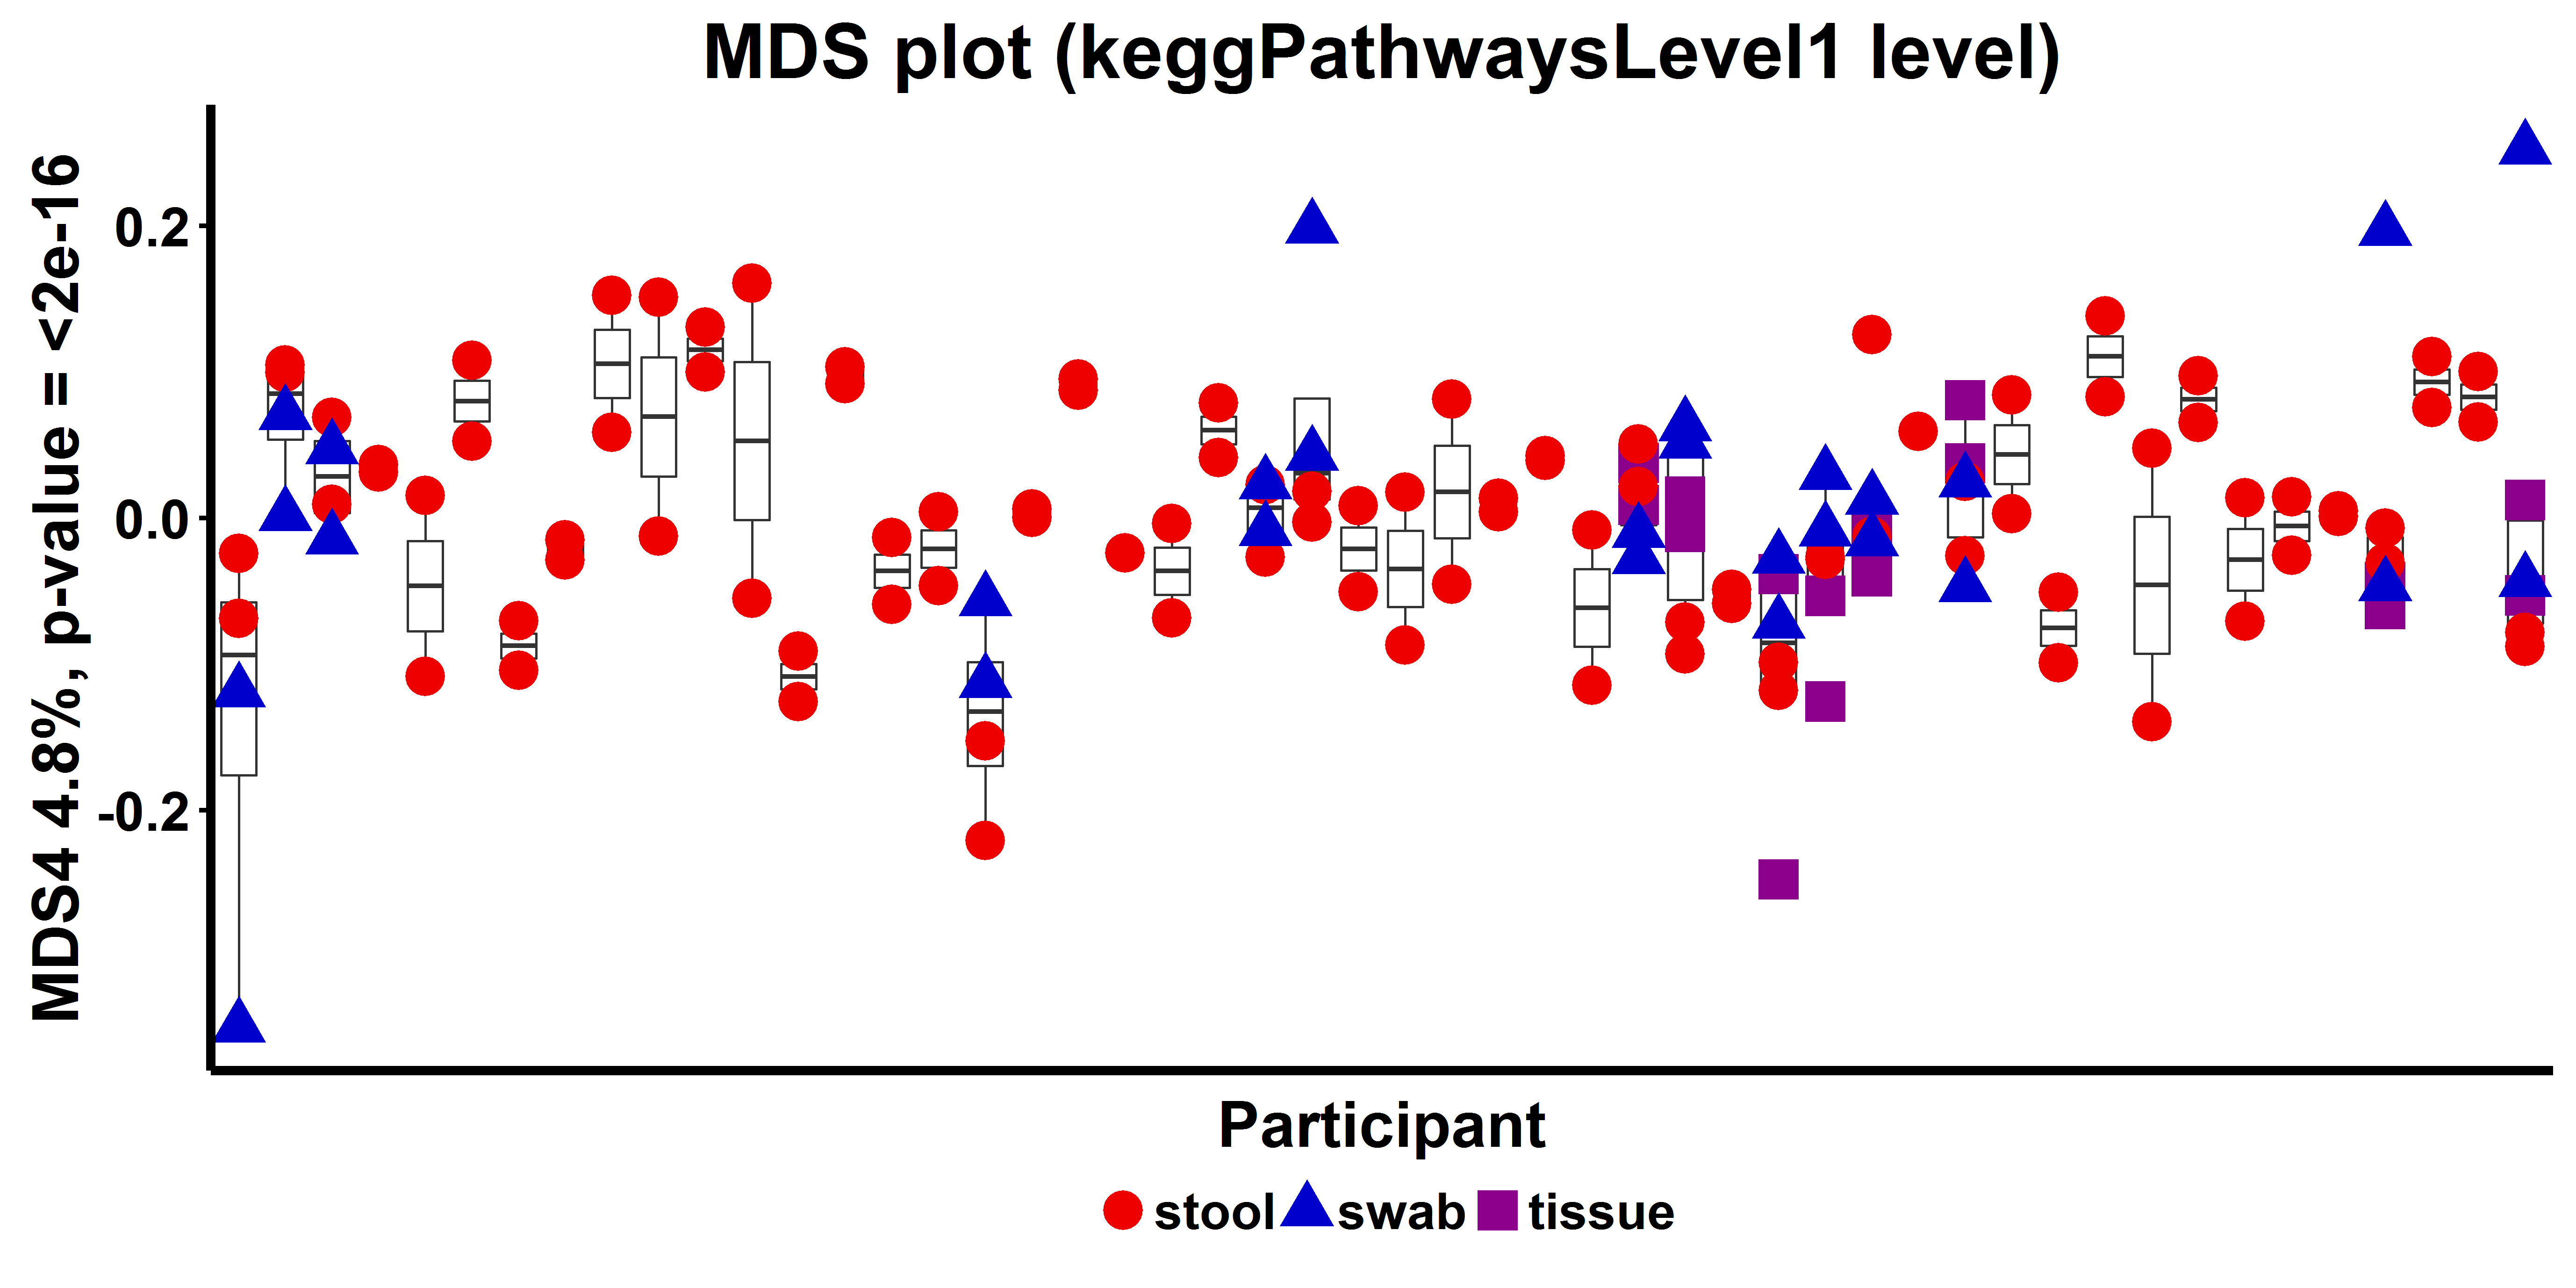 MDS plot (keggPathwaysLevel1 level)
MDS4 4.8%, p-value = <2e-16
0.2
0.0
-0.2
Participant
stool swab tissue